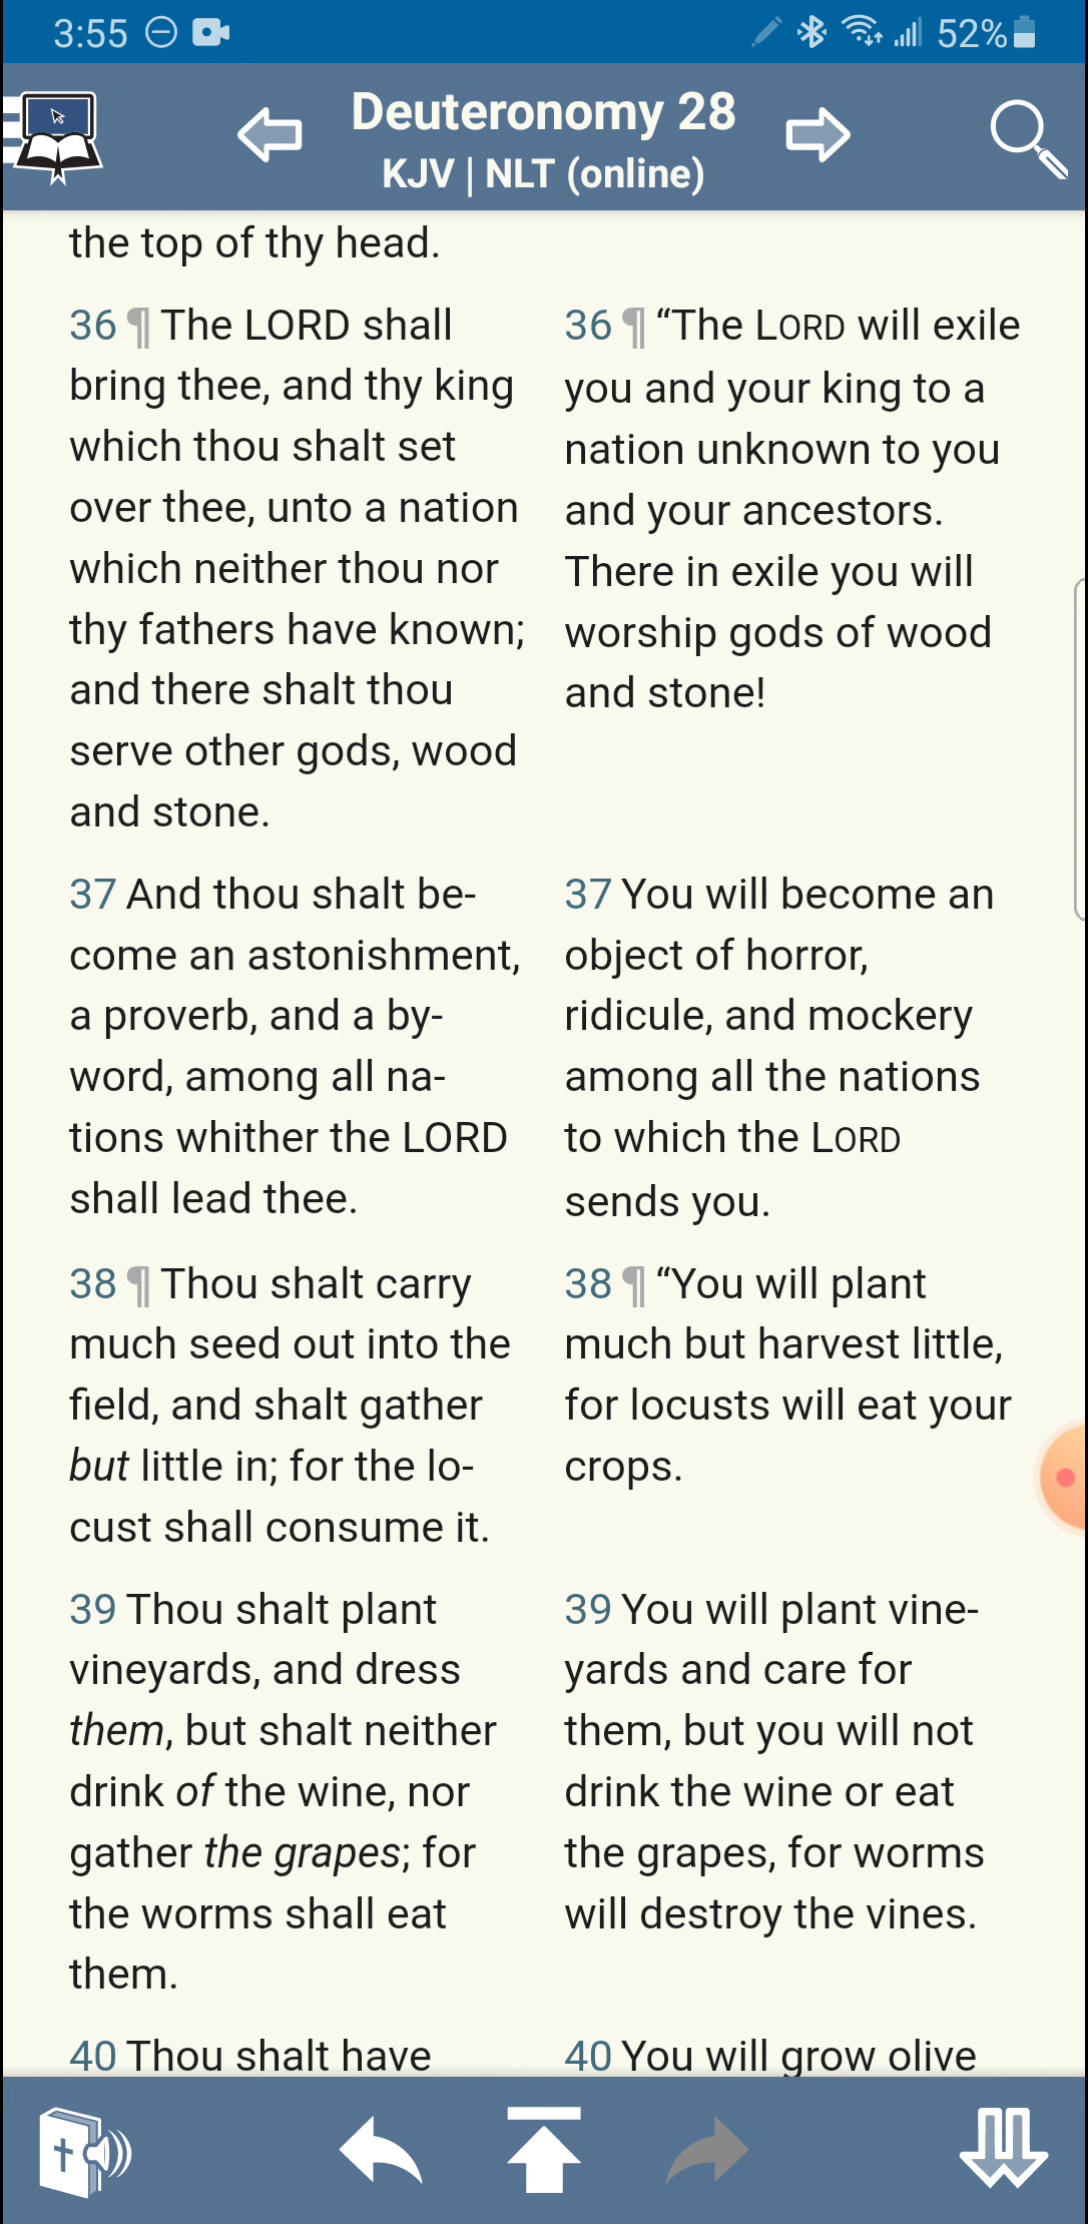 3:55
52%
Deuteronomy 28
KJV | NLT (online)
the top of thy head.
36 ¶ The LORD shall
bring thee, and thy king
which thou shalt set
over thee, unto a nation
which neither thou nor
thy fathers have known;
and there shalt thou
serve other gods, wood
and stone.
36 ¶ “The LORD will exile
you and your king to a
nation unknown to you
and your ancestors.
There in exile you will
worship gods of wood
and stone!
37 And thou shalt be-
come an astonishment,
a proverb, and a by-
word, among all na-
tions whither the LORD
shall lead thee.
37 You will become an
object of horror,
ridicule, and mockery
among all the nations
to which the LORD
sends you.
38 ¶ Thou shalt carry
much seed out into the
field, and shalt gather
but little in; for the lo-
cust shall consume it.
38 ¶ “You will plant
much but harvest little,
for locusts will eat your
crops.
39 Thou shalt plant
vineyards, and dress
them, but shalt neither
drink of the wine, nor
gather the grapes; for
the worms shall eat
them.
39 You will plant vine-
yards and care for
them, but you will not
drink the wine or eat
the grapes, for worms
will destroy the vines.
40 Thou shalt have
40 You will grow olive